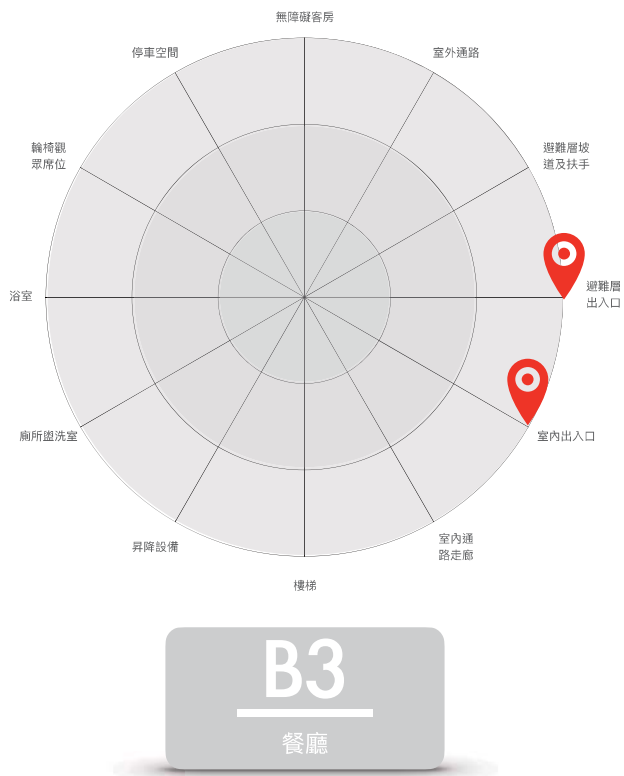 無障礙客房
停車空間
室外通路
輪椅觀
眾席位
避難層坡
道及扶手
浴室
避難層
出入口
廁所盥洗室
室內出入口
昇降設備
室內通
路走廊
樓梯
B3
餐廳